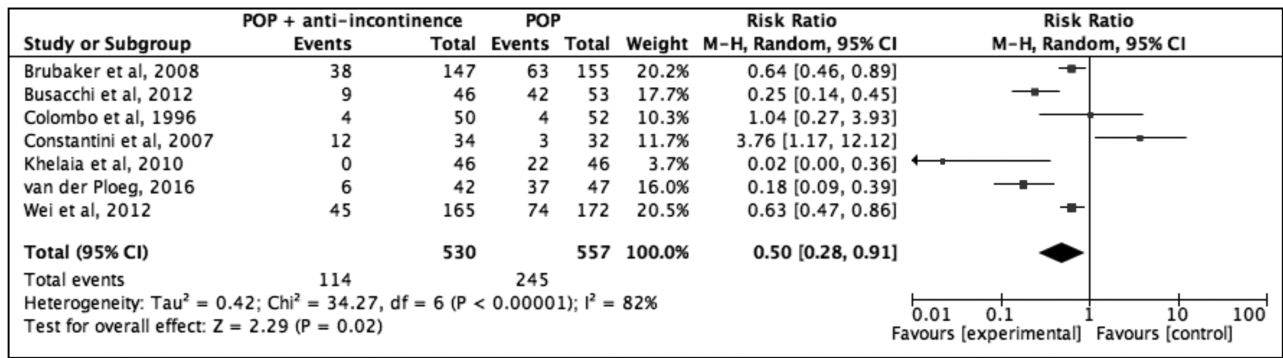 POP + anti-incontinence POP Risk Ratio Risk Ratio
Study or Subgroup Events Total Events Total Weight M-H, Random, 95% CI M-H, Random, 95% CI
Brubaker et al, 2008 38 147 63 155 20.2% 0.64 [0.46, 0.89]
Busacchi et al, 2012 9 46 42 53 17.7% 0.25 [0.14, 0.45]
Colombo et al, 1996 4 50 4 52 10.3% 1.04 [0.27, 3.93]
Constantini et al, 2007 12 34 3 32 11.7% 3.76 [1.17, 12.12]
Khelaia et al, 2010 0 46 22 46 3.7% 0.02 [0.00, 0.36]
van der Ploeg, 2016 6 42 37 47 16.0% 0.18 [0.09, 0.39]
Wei et al, 2012 45 165 74 172 20.5% 0.63 [0.47, 0.86]
Total (95% CI) 530 557 100.0% 0.50 [0.28, 0.91]
Total events 114 245
Heterogeneity: Tau² = 0.42; Chi² = 34.27, df = 6 (P < 0.00001); I² = 82%
Test for overall effect: Z = 2.29 (P = 0.02)
0.01 0.1 1 10 100
Favours [experimental] Favours [control]